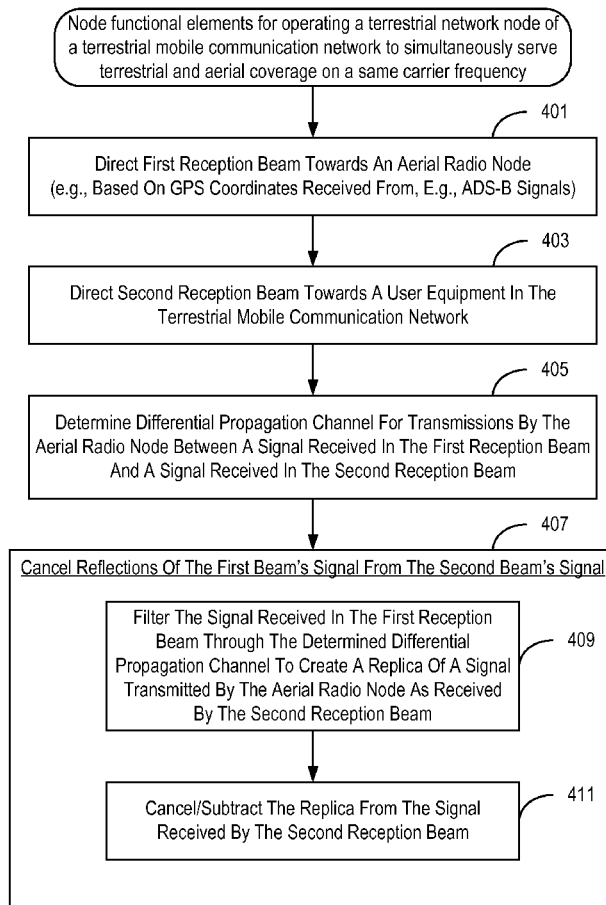 Node functional elements for operating a terrestrial network node of
a terrestrial mobile communication network to simultaneously serve
terrestrial and aerial coverage on a same carrier frequency
401
Direct First Reception Beam Towards An Aerial Radio Node
(e.g., Based On GPS Coordinates Received From, E.g., ADS-B Signals)
403
Direct Second Reception Beam Towards A User Equipment In The
Terrestrial Mobile Communication Network
405
Determine Differential Propagation Channel For Transmissions By The
Aerial Radio Node Between A Signal Received In The First Reception Beam
And A Signal Received In The Second Reception Beam
407
Cancel Reflections Of The First Beam's Signal From The Second Beam's Signal
Filter The Signal Received In The First Reception
Beam Through The Determined Differential
Propagation Channel To Create A Replica Of A Signal
Transmitted By The Aerial Radio Node As Received
By The Second Reception Beam
409
Cancel/Subtract The Replica From The Signal
Received By The Second Reception Beam
411